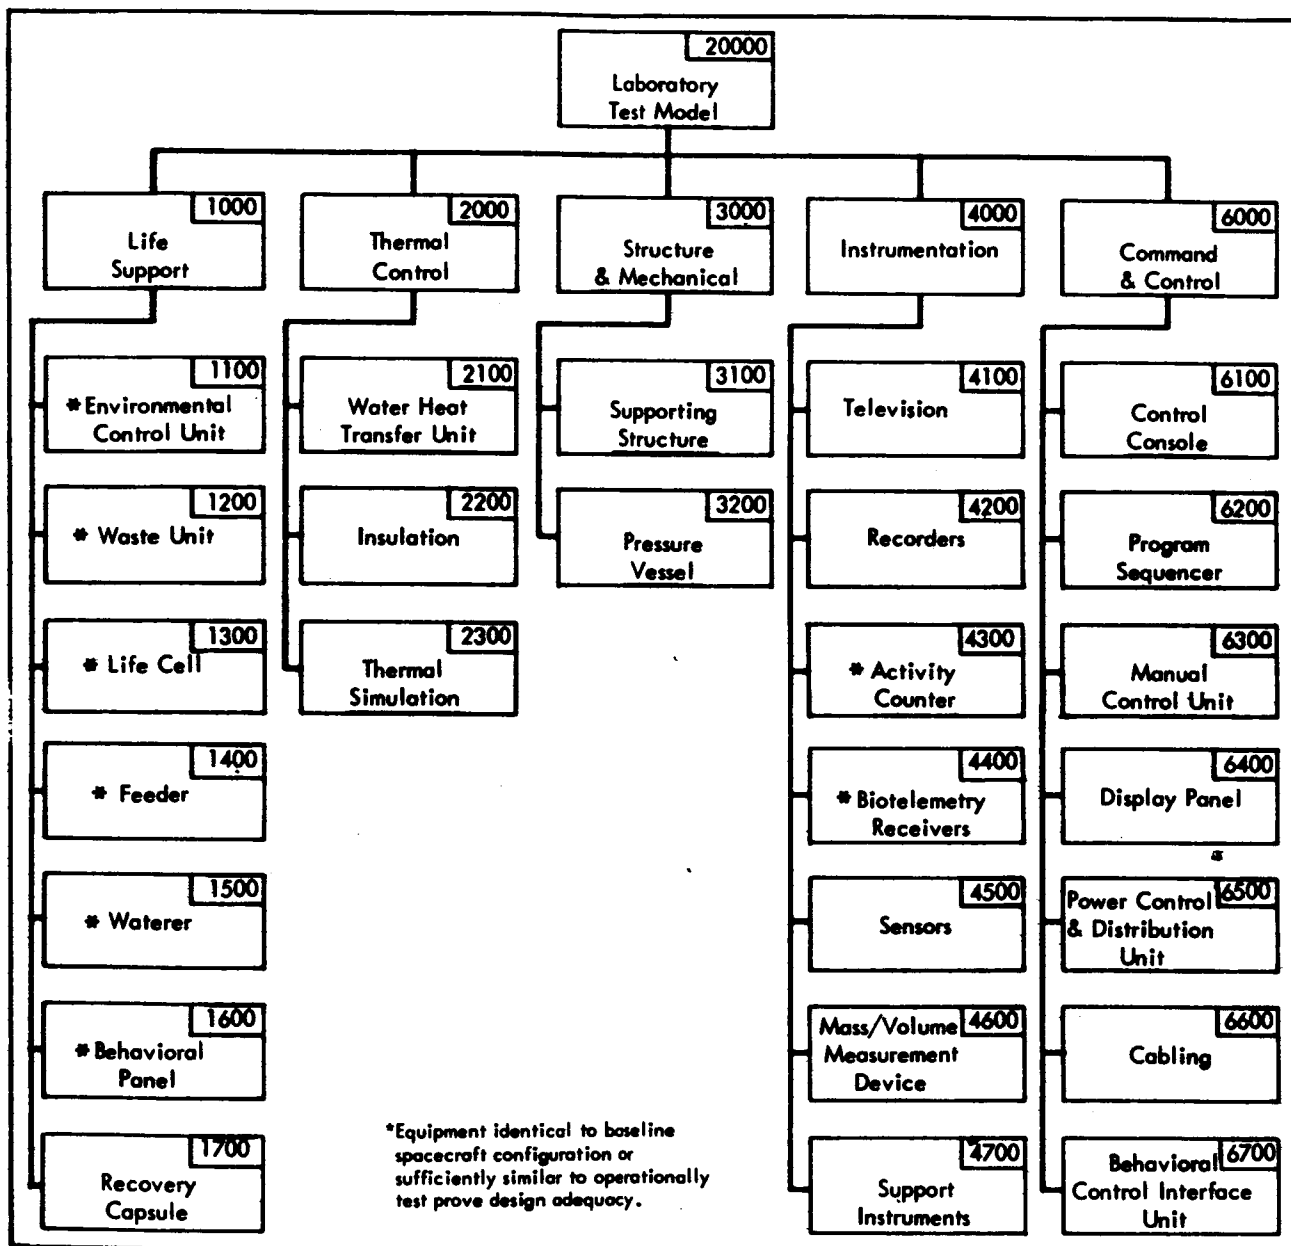 20000
Laboratory
Test Model
1000
Life
Support
2000
Thermal
Control
3000
Structure
& Mechanical
4000
Instrumentation
6000
Command
& Control
1100
*Environmental
Control Unit
1200
* Waste Unit
1300
* Life Cell
1400
* Feeder
1500
* Waterer
1600
*Behavioral
Panel
1700
Recovery
Capsule
2100
Water Heat
Transfer Unit
2200
Insulation
2300
Thermal
Simulation
3100
Supporting
Structure
3200
Pressure
Vessel
4100
Television
4200
Recorders
4300
* Activity
Counter
4400
* Biotelemetry
Receivers
4500
Sensors
4600
Mass/Volume
Measurement
Device
4700
Support
Instruments
6100
Control
Console
6200
Program
Sequencer
6300
Manual
Control Unit
6400
Display Panel
*
6500
Power Control
& Distribution
Unit
6600
Cabling
6700
Behavioral
Control Interface
Unit
*Equipment identical to baseline
spacecraft configuration or
sufficiently similar to operationally
test prove design adequacy.